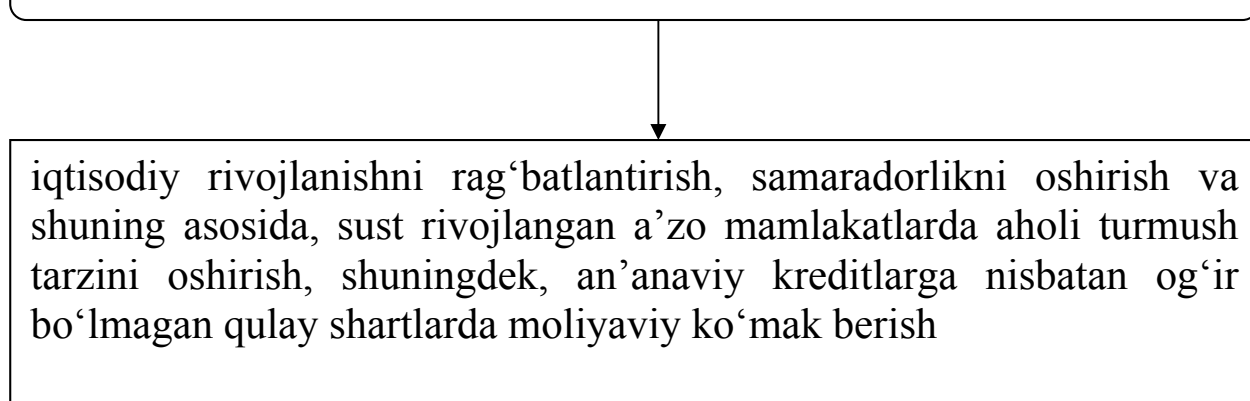 iqtisodiy rivojlanishni rag‘batlantirish, samaradorlikni oshirish va
shuning asosida, sust rivojlangan a’zo mamlakatlarda aholi turmush
tarzini oshirish, shuningdek, an’anaviy kreditlarga nisbatan og‘ir
bo‘lmagan qulay shartlarda moliyaviy ko‘mak berish